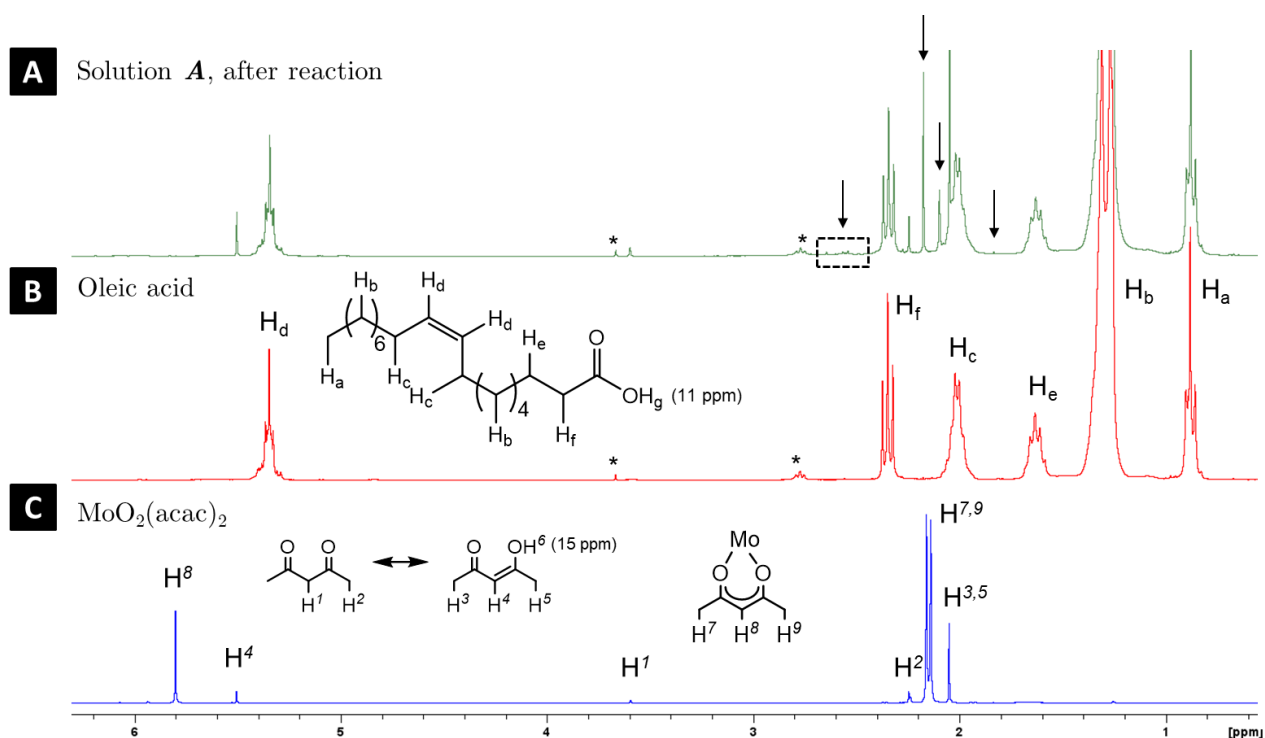 A Solution A, after reaction
* * 
B Oleic acid
Hd
Hb Hd
6 Hd
Ha Hc He O
Hc 4 OHg (11 ppm)
Hb Hf
* *
Hf Hc He Hb Ha
C MoO2(acac)2
H8 H4 H1 H2 H7,9 H3,5
O O
H1 H2
O OH6 (15 ppm)
H3 H4 H5
Mo
O O
H7 H8 H9
6 5 4 3 2 1 [ppm]